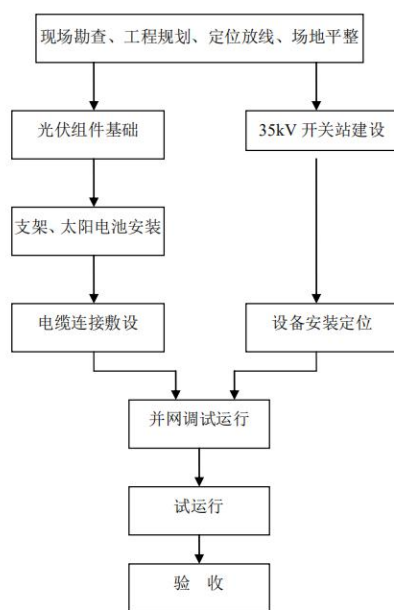 现场勘查、工程规划、定位放线、场地平整
光伏组件基础
35kV 开关站建设
支架、太阳电池安装
电缆连接敷设
设备安装定位
并网调试运行
试运行
验 收